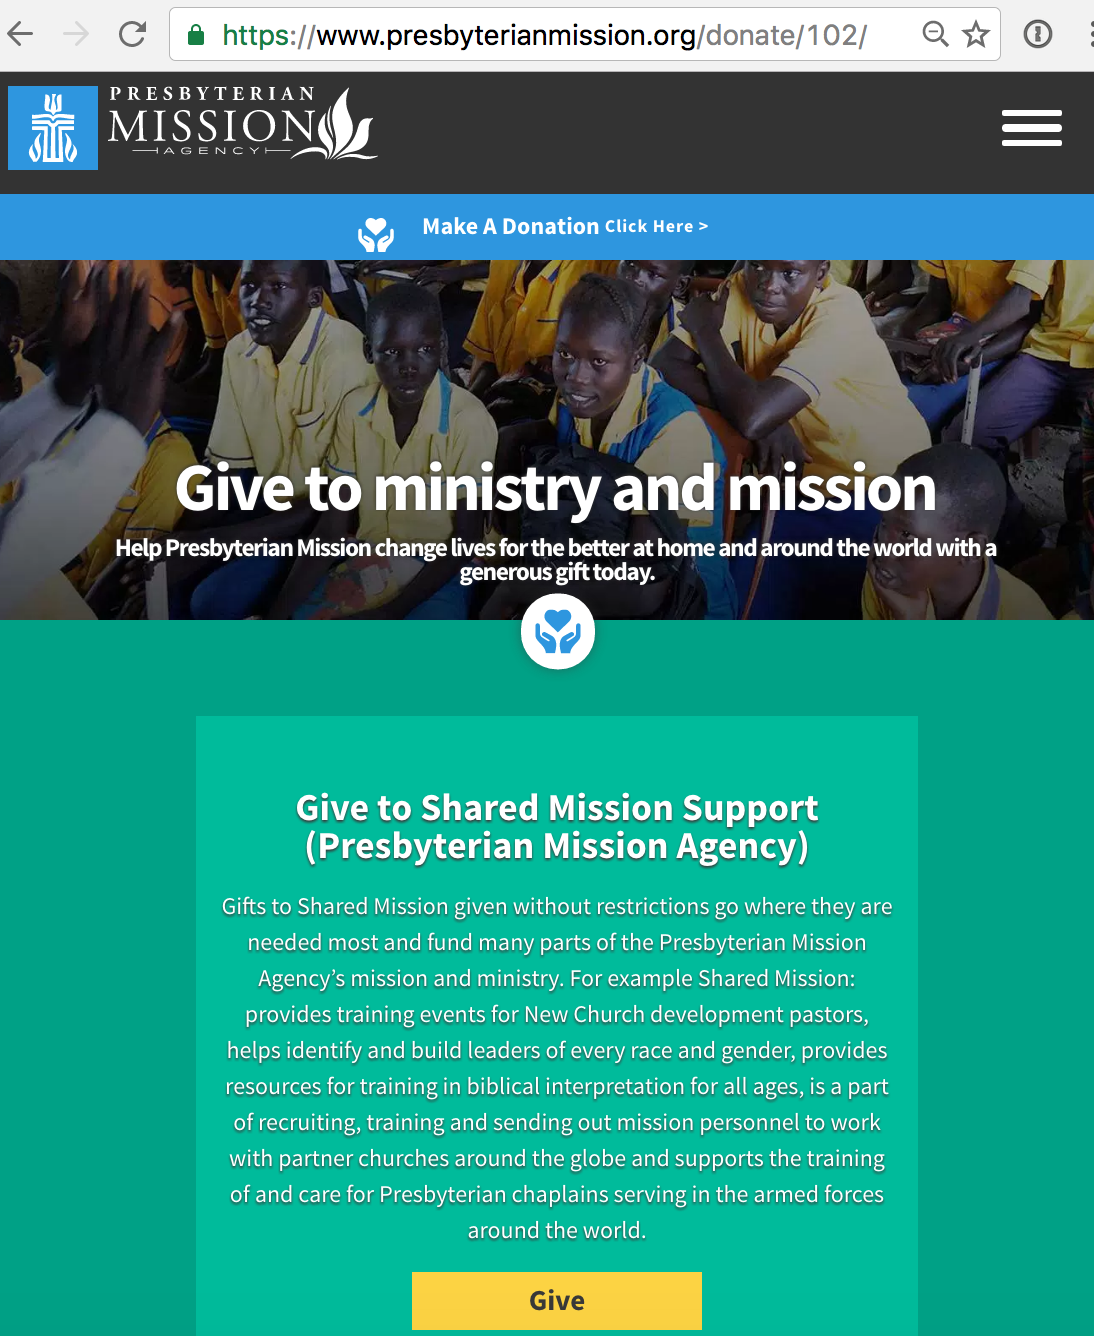 https://www.presbyterianmission.org/donate/102/
PRESBYTERIAN
MISSION
AGENCY
Make A Donation Click Here >
Give to ministry and mission
Help Presbyterian Mission change lives for the better at home and around the world with a
generous gift today.
Give to Shared Mission Support
(Presbyterian Mission Agency)
Gifts to Shared Mission given without restrictions go where they are
needed most and fund many parts of the Presbyterian Mission
Agency’s mission and ministry. For example Shared Mission:
provides training events for New Church development pastors,
helps identify and build leaders of every race and gender, provides
resources for training in biblical interpretation for all ages, is a part
of recruiting, training and sending out mission personnel to work
with partner churches around the globe and supports the training
of and care for Presbyterian chaplains serving in the armed forces
around the world.
Give